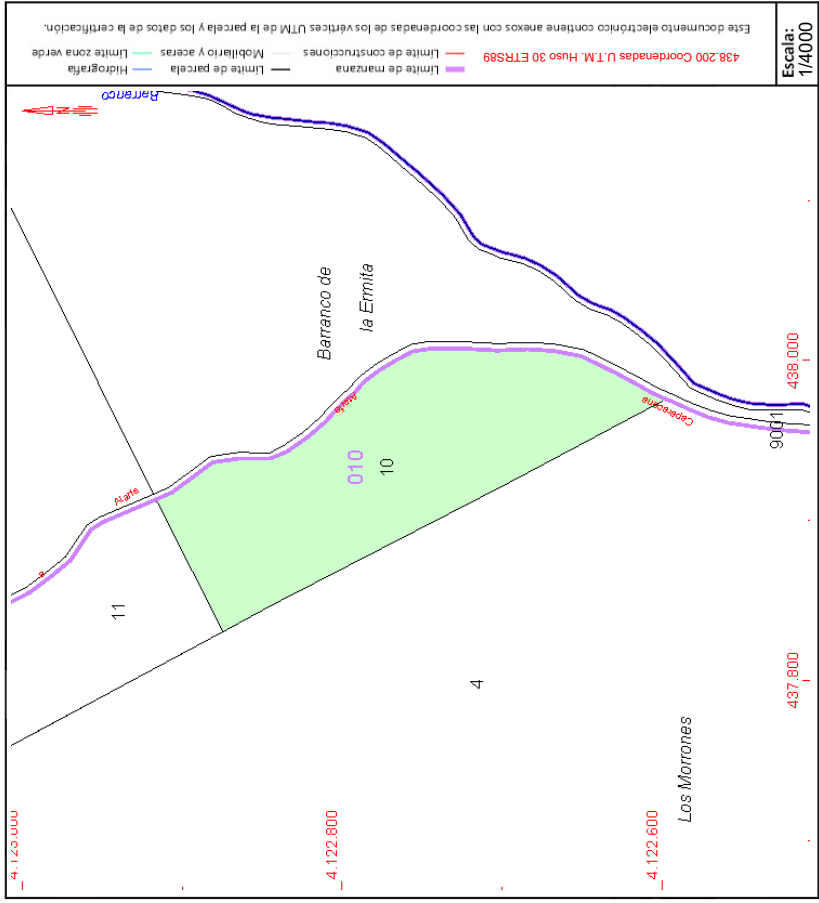 Este documento electrónico contiene anexos con las coordenadas de los vértices UTM de la parcela y los datos de la certificación.
438.200 Coordenadas U.T.M. Huso 30 ETRS89
Límite de manzana
Límite de parcela
Hidrografía
Límite de construcciones
Mobiliario y aceras
Límite zona verde
Escala:
1/4000
Barranco
Barranco de
la Ermita
Alarife
010
10
11
4
9001
438.000
437.800
4.122.800
4.122.600
Los Morrones